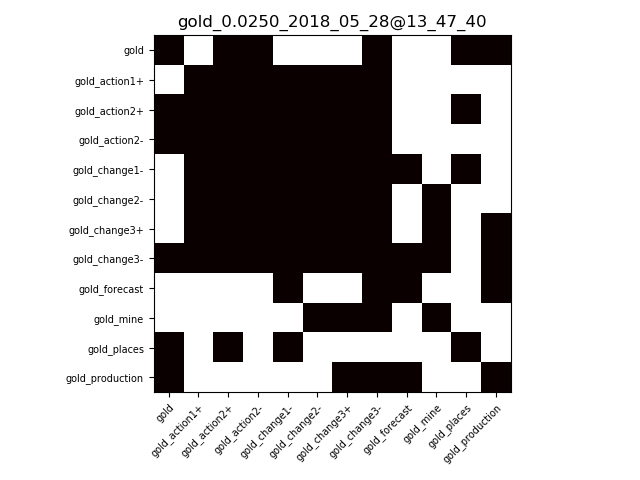 gold_0.0250_2018_05_28@13_47_40
gold
gold_action1+
gold_action2+
gold_action2-
gold_change1-
gold_change2-
gold_change3+
gold_change3-
gold_forecast
gold_mine
gold_places
gold_production
gold
gold_action1+
gold_action2+
gold_action2-
gold_change1-
gold_change2-
gold_change3+
gold_change3-
gold_forecast
gold_mine
gold_places
gold_production